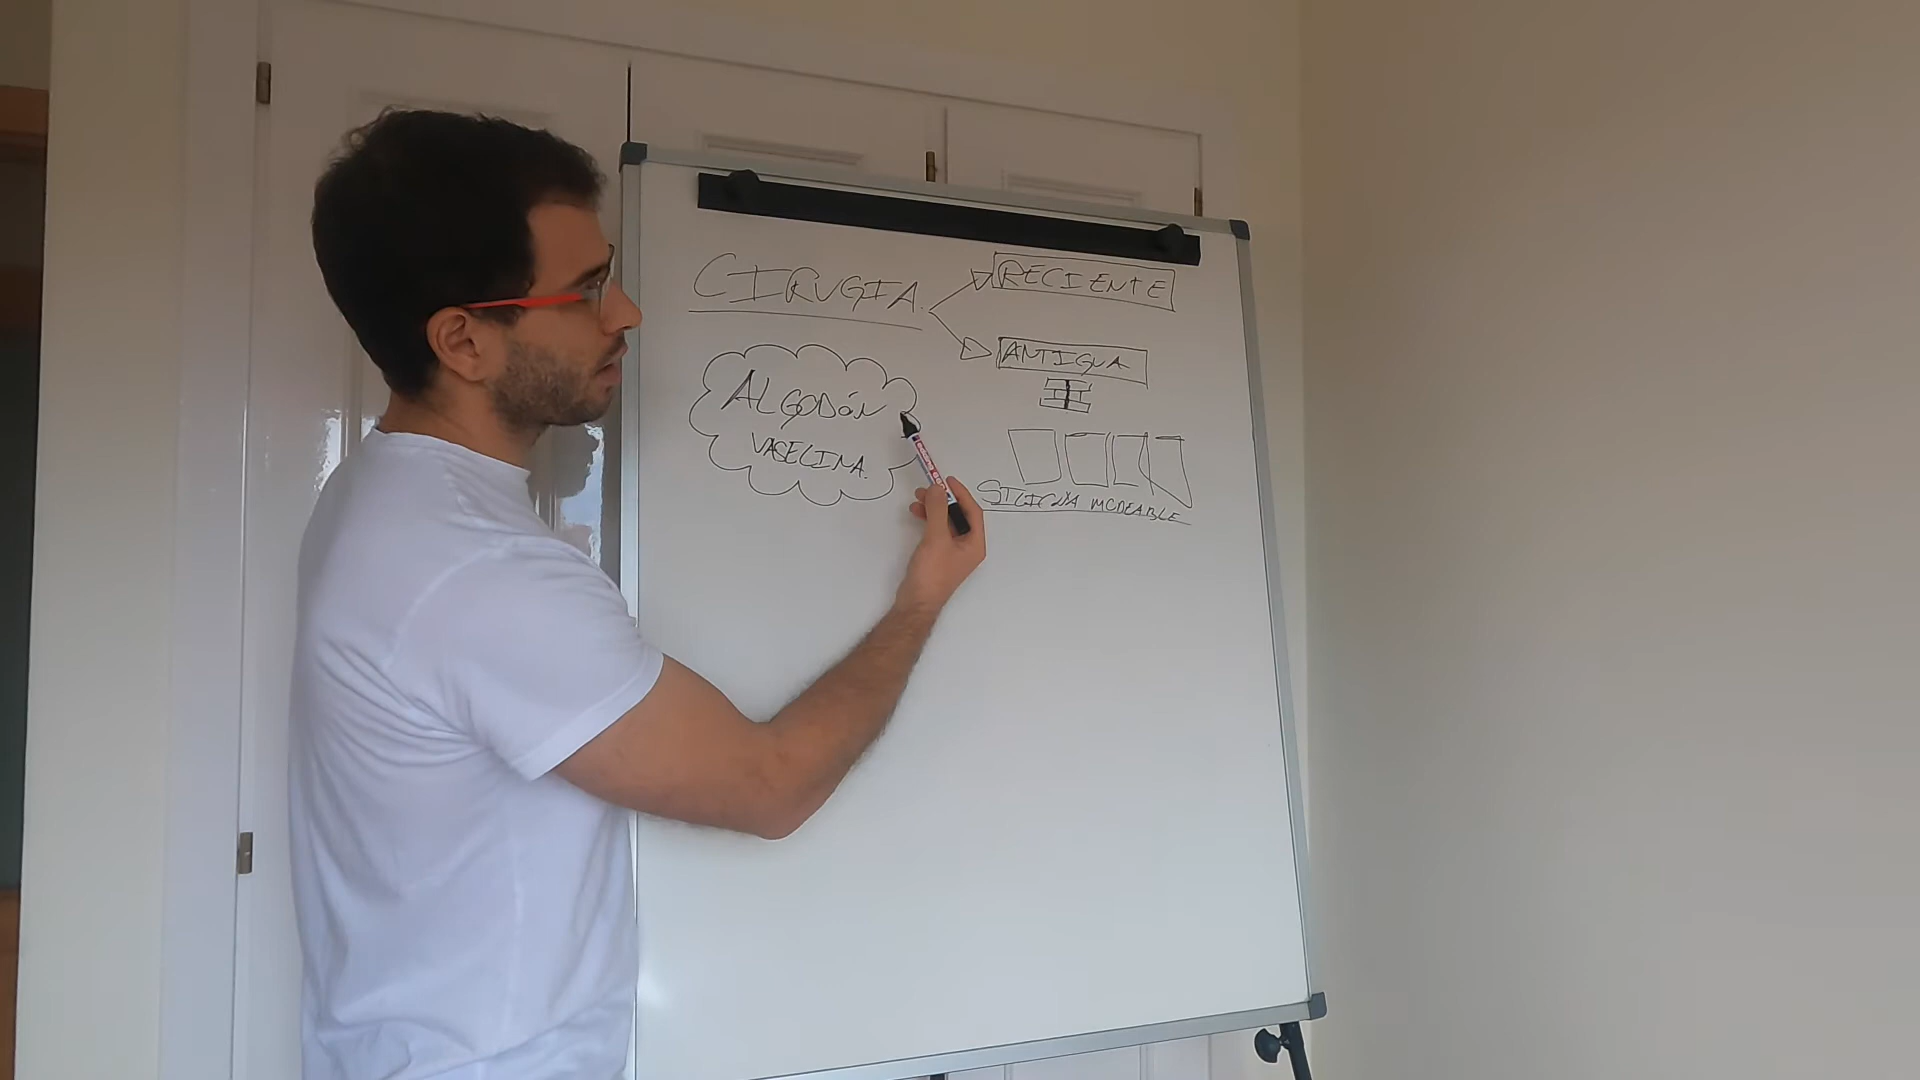 CIRUGIA.
RECIENTE
ANTIGUA
ALGODÓN
VASELINA.
SILICONA MODEABLE